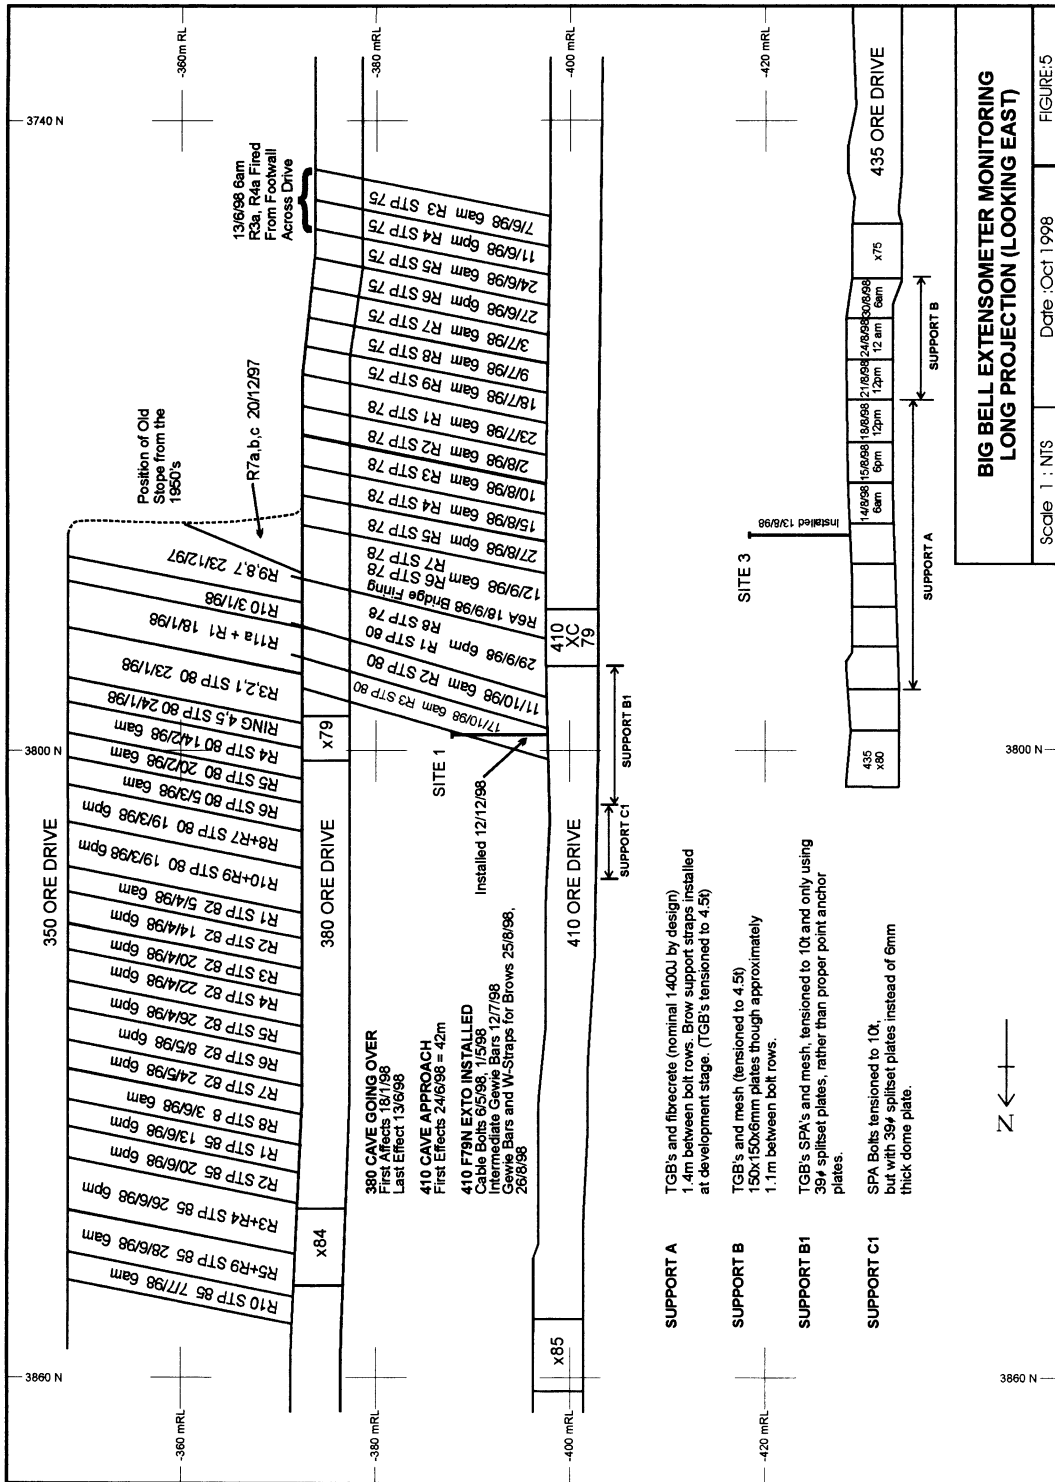 350 ORE DRIVE
R10 STP 85 7/7/98 6am
R5+R9 STP 85 28/6/98 6am
R3+R4 STP 85 26/6/98 6pm
R2 STP 85 20/6/98 6pm
R1 STP 85 13/6/98 6pm
R8 STP 8 3/6/98 6am
R7 STP 82 24/5/98 6pm
R6 STP 82 8/5/98 6pm
R5 STP 82 26/4/98 6pm
R4 STP 82 22/4/98 6pm
R3 STP 82 20/4/98 6pm
R2 STP 82 14/4/98 6pm
R1 STP 82 5/4/98 6am
R10+R9 STP 80 19/3/98 6pm
R8+R7 STP 80 19/3/98 6pm
R6 STP 80 5/3/98 6am
R5 STP 80 20/2/98 6am
R4 STP 80 14/2/98 6am
RING 4,5 STP 80 24/1/98
R3,2,1 STP 80 23/1/98
R11a + R1 18/1/98
R10 3/1/98
R9,8,7 23/12/97
Position of Old
Stope from the
1950's
R7a,b,c 20/12/97
13/6/98 6am
R3a, R4a Fired
From Footwall
Across Drive
-360 mRL
-360m RL
3740 N
3800 N
3860 N
x84
380 ORE DRIVE
x79
-380 mRL
-380 mRL
17/10/98 6am R3 STP 80
11/10/98 6am R2 STP 80
29/9/98 6pm R1 STP 80
R8 STP 78
R6A 18/9/98 Bridge Firing
R7 STP 78
12/9/98 6am R6 STP 78
27/8/98 6pm R5 STP 78
15/8/98 6am R4 STP 78
10/8/98 6am R3 STP 78
2/8/98 6am R2 STP 78
23/7/98 6am R1 STP 78
18/7/98 6am R9 STP 75
9/7/98 6am R8 STP 75
3/7/98 6am R7 STP 75
27/6/98 6pm R6 STP 75
24/6/98 6am R5 STP 75
11/6/98 6pm R4 STP 75
7/6/98 6am R3 STP 75
380 CAVE GOING OVER
First Affects 18/1/98
Last Effect 13/6/98
410 CAVE APPROACH
First Effects 24/6/98 = 42m
410 F79N EXTO INSTALLED
Cable Bolts 6/5/98, 1/5/98
Intermediate Gewie Bars 12/7/98
Gewie Bars and W-Straps for Brows 25/8/98,
26/8/98
SITE 1
Installed 12/12/98
x85
410 ORE DRIVE
410
XC
79
-400 mRL
-400 mRL
SUPPORT C1
SUPPORT B1
SUPPORT A
TGB's and fibrecrete (nominal 1400J by design)
1.4m between bolt rows. Brow support straps installed
at development stage. (TGB's tensioned to 4.5t)
SUPPORT B
TGB's and mesh (tensioned to 4.5t)
150x150x6mm plates though approximately
1.1m between bolt rows.
SUPPORT B1
TGB's SPA's and mesh, tensioned to 10t and only using
39ø splitset plates, rather than proper point anchor
plates.
SUPPORT C1
SPA Bolts tensioned to 10t,
but with 39ø splitset plates instead of 6mm
thick dome plate.
-420 mRL
-420 mRL
SITE 3
Installed 13/8/98
435
x80
14/8/98
6am
15/8/98
6pm
18/8/98
12pm
21/8/98
12pm
24/8/98
12 am
30/8/98
6am
x75
435 ORE DRIVE
SUPPORT A
SUPPORT B
3860 N
3800 N
Z
BIG BELL EXTENSOMETER MONITORING
LONG PROJECTION (LOOKING EAST)
Scale 1 : NTS
Date :Oct 1998
FIGURE:5